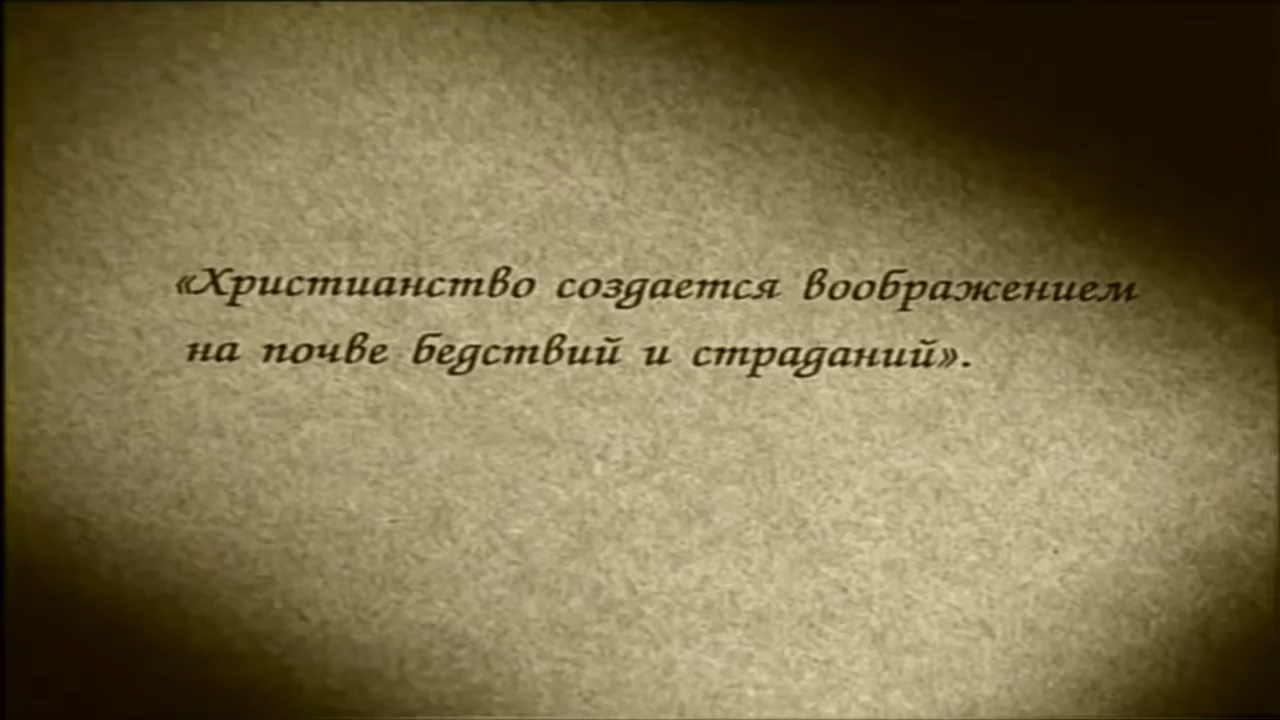 «Христианство создается воображением
на почве бедствий и страданий».